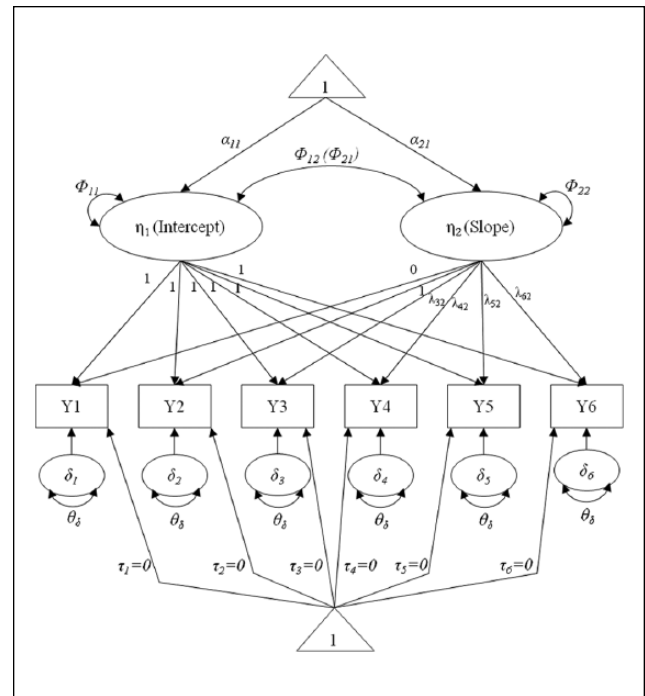 1
α11 α21
Φ12 (Φ21)
Φ11 Φ22
η1 (Intercept) η2 (Slope)
1 1 1 1 1 1 0 1 λ32 λ42 λ52 λ62
Y1 Y2 Y3 Y4 Y5 Y6
δ1 δ2 δ3 δ4 δ5 δ6
θδ θδ θδ θδ θδ θδ
τ1=0 τ2=0 τ3=0 τ4=0 τ5=0 τ6=0
1